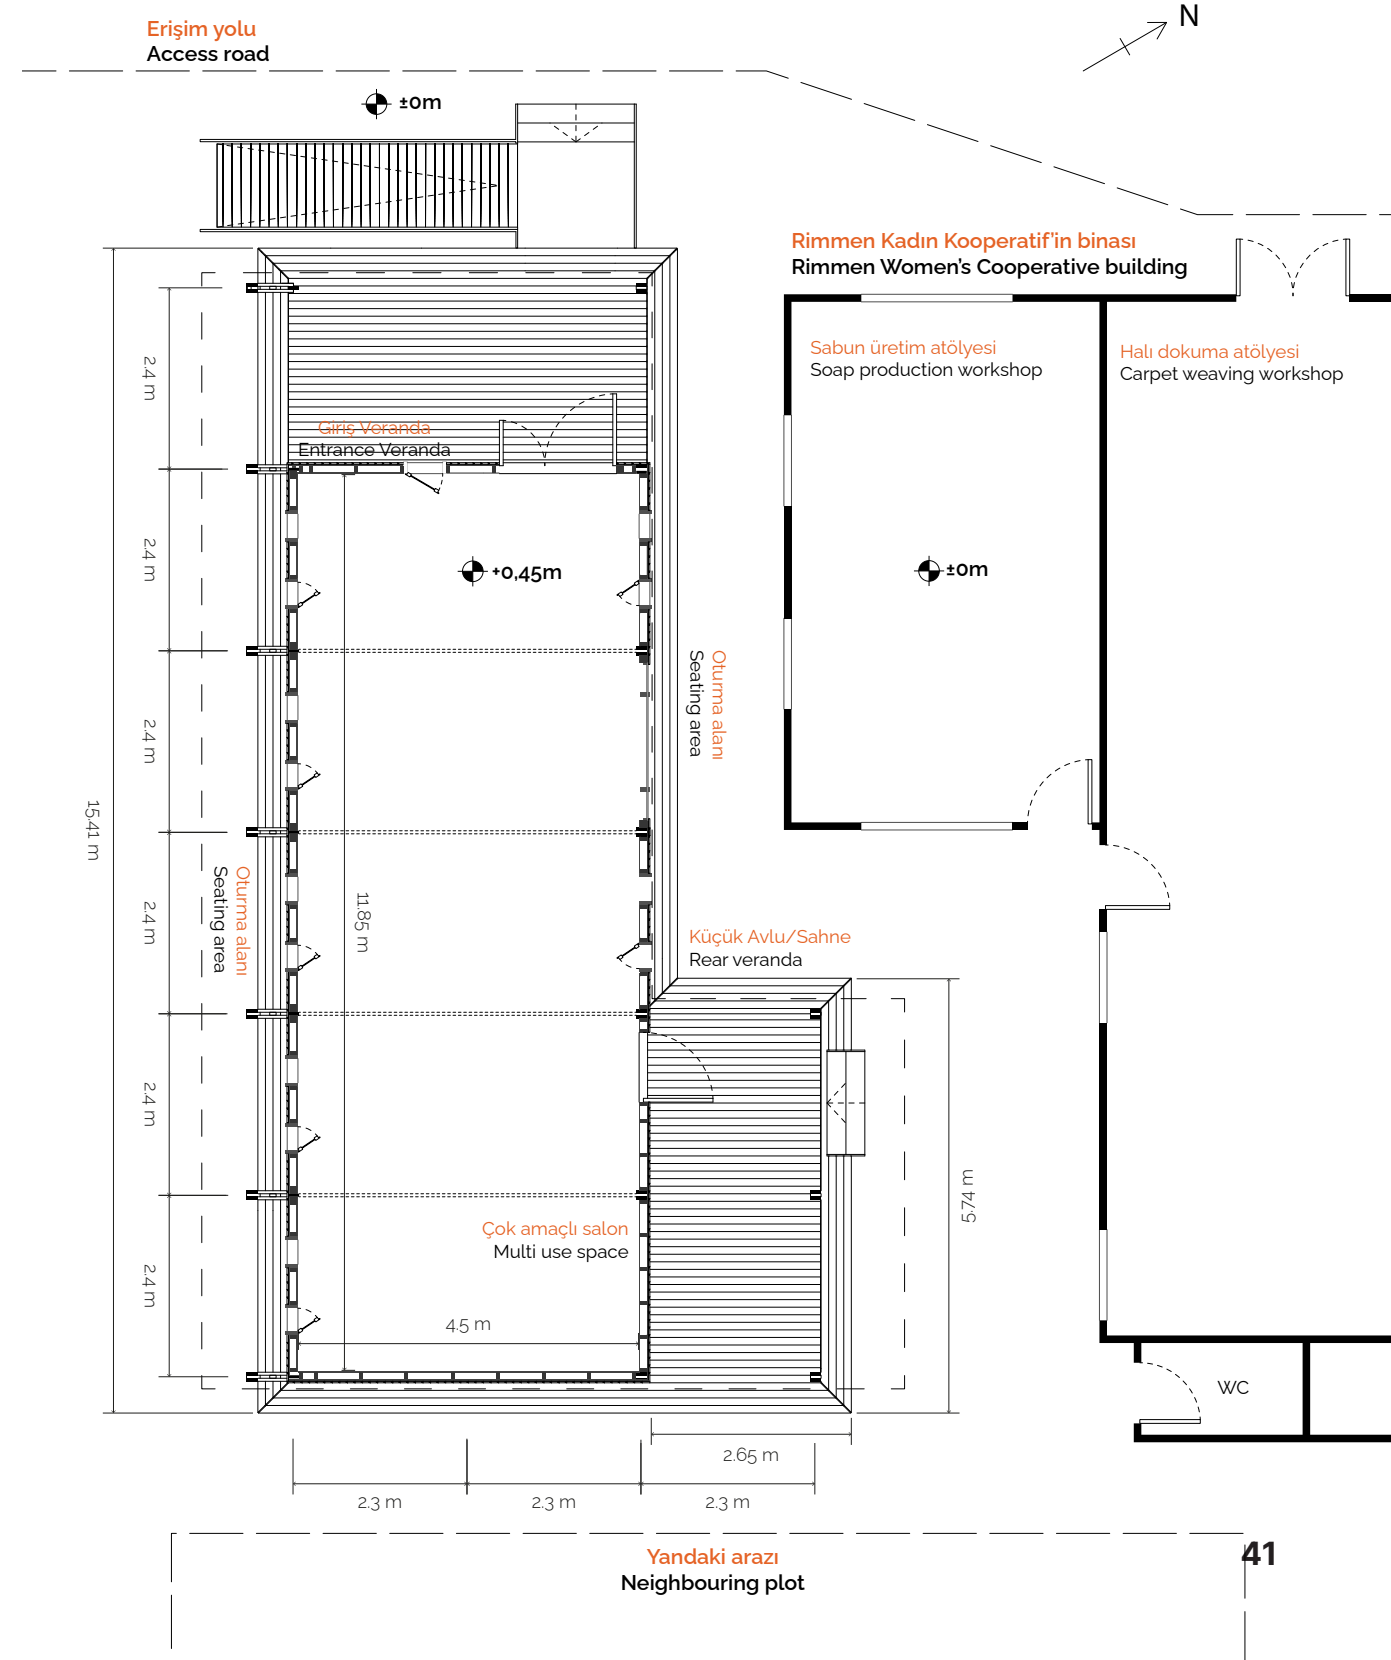 Erişim yolu
Access road
N
±0m
Rimmen Kadın Kooperatif'in binası
Rimmen Women's Cooperative building
Sabun üretim atölyesi
Soap production workshop
Halı dokuma atölyesi
Carpet weaving workshop
2.4 m
Giriş Veranda
Entrance Veranda
2.4 m
+0,45m
±0m
Oturma alanı
Seating area
2.4 m
15.41 m
Oturma alanı
Seating area
2.4 m
11.85 m
Küçük Avlu/Sahne
Rear veranda
2.4 m
5.74 m
Çok amaçlı salon
Multi use space
2.4 m
4.5 m
WC
2.65 m
2.3 m
2.3 m
2.3 m
41
Yandaki arazı
Neighbouring plot